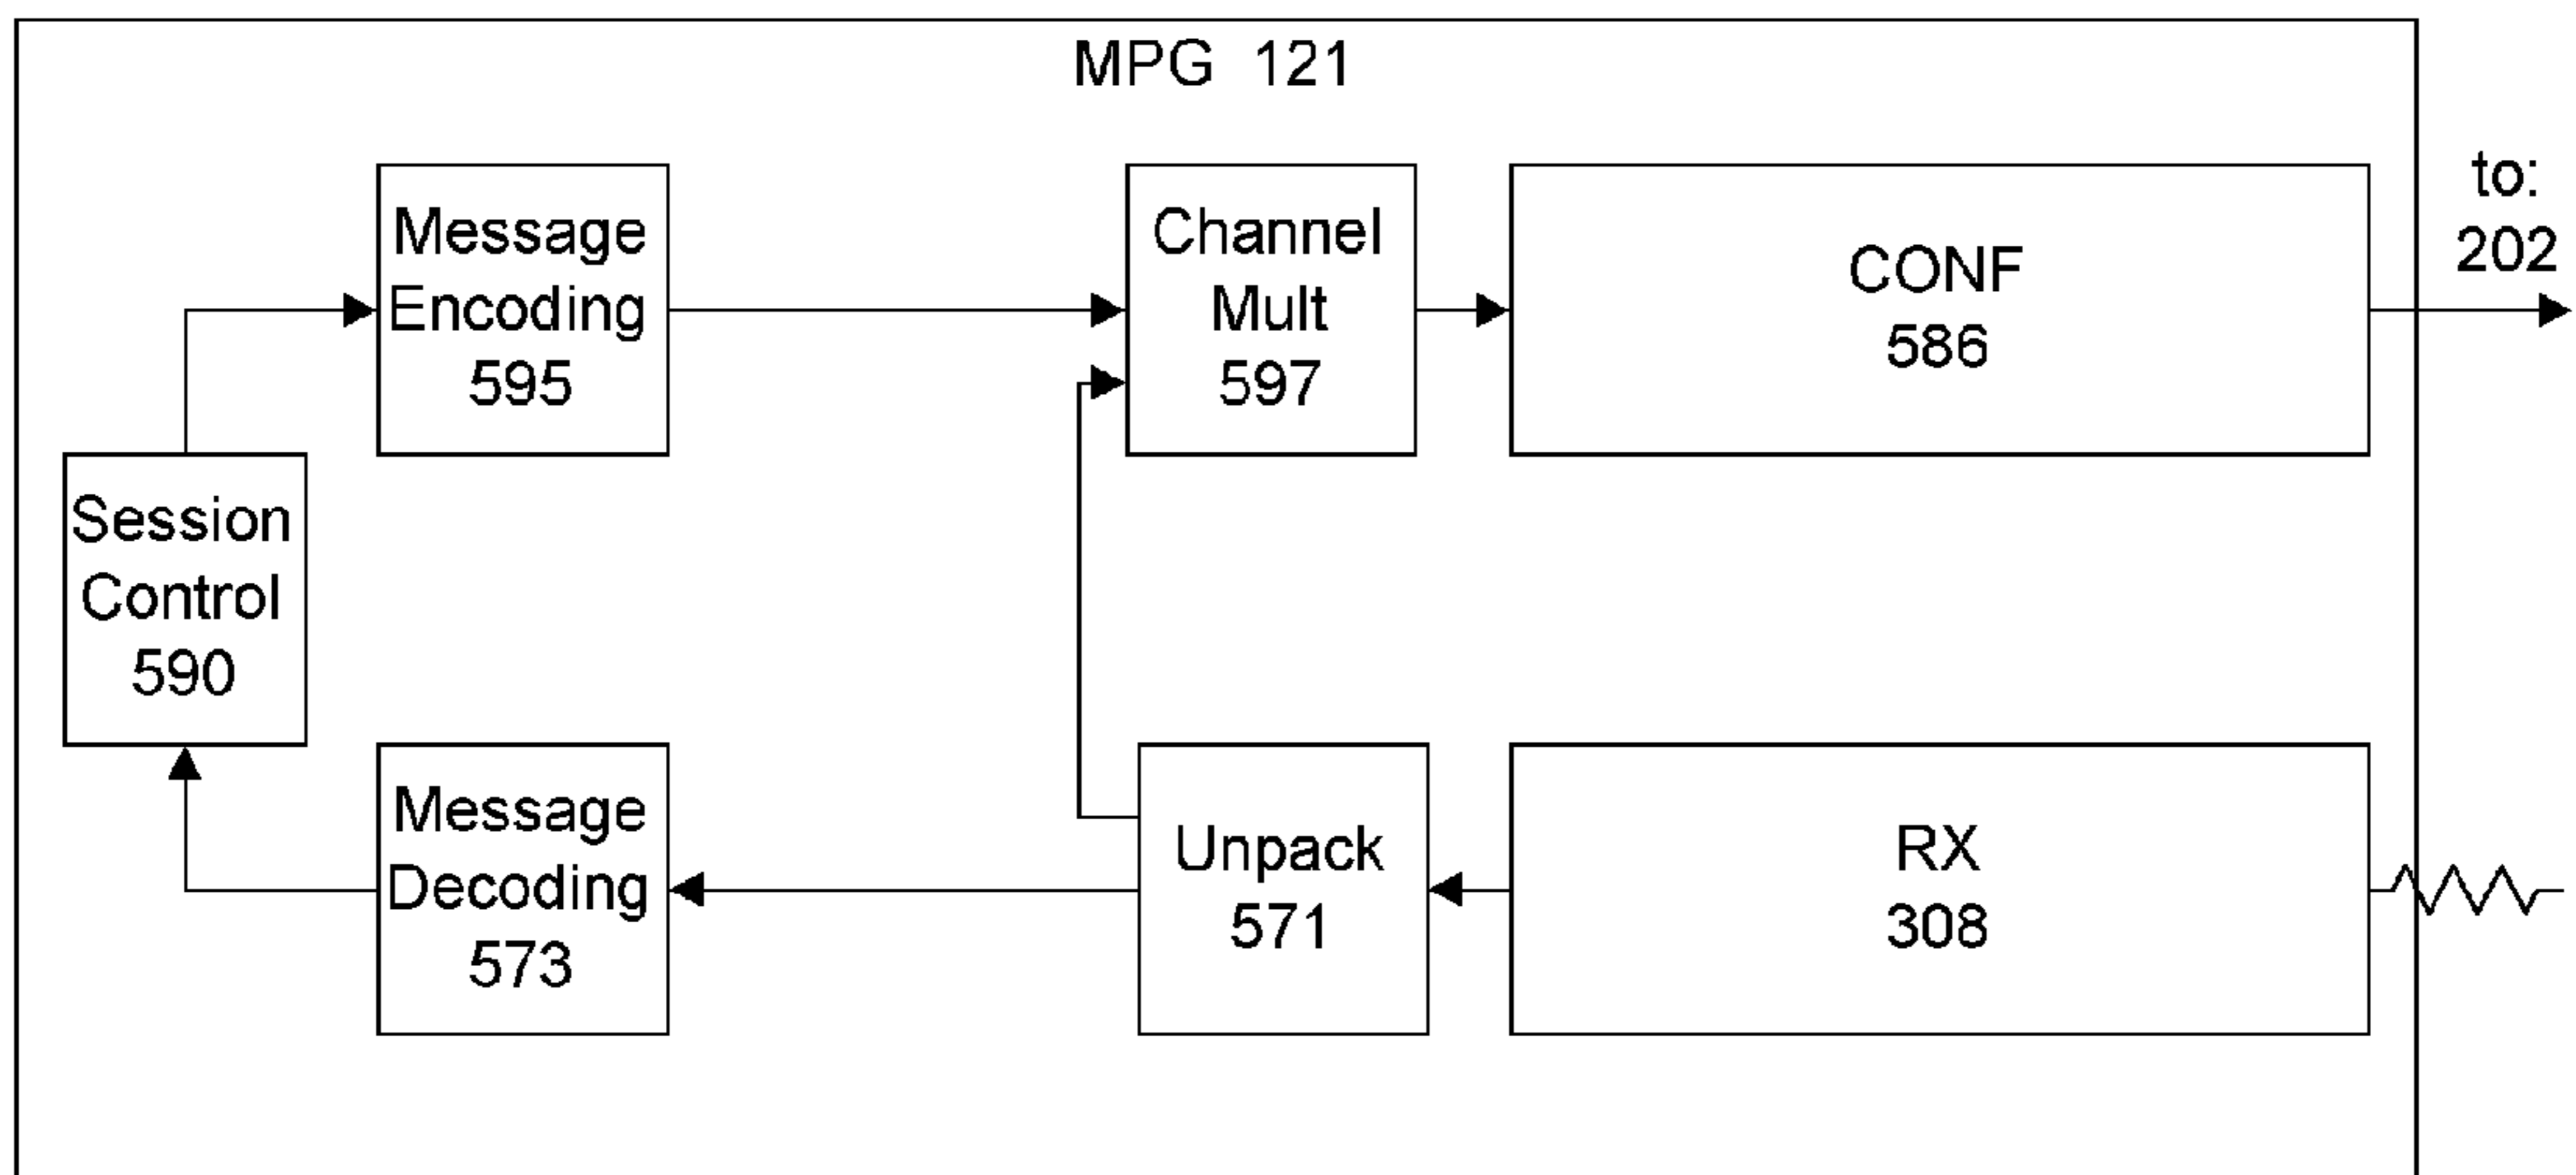 MPG 121
to:
202
Message
Encoding
595
Channel
Mult
597
CONF
586
Session
Control
590
Message
Decoding
573
Unpack
571
RX
308